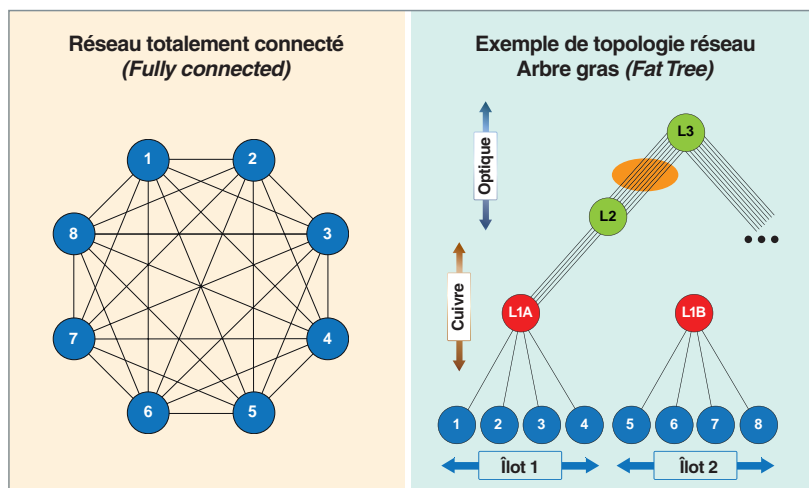 Réseau totalement connecté
(Fully connected)
1
2
8
3
7
4
6
5
Exemple de topologie réseau
Arbre gras (Fat Tree)
Optique
L3
L2
Cuivre
L1A
L1B
1 2 3 4 5 6 7 8
Îlot 1
Îlot 2